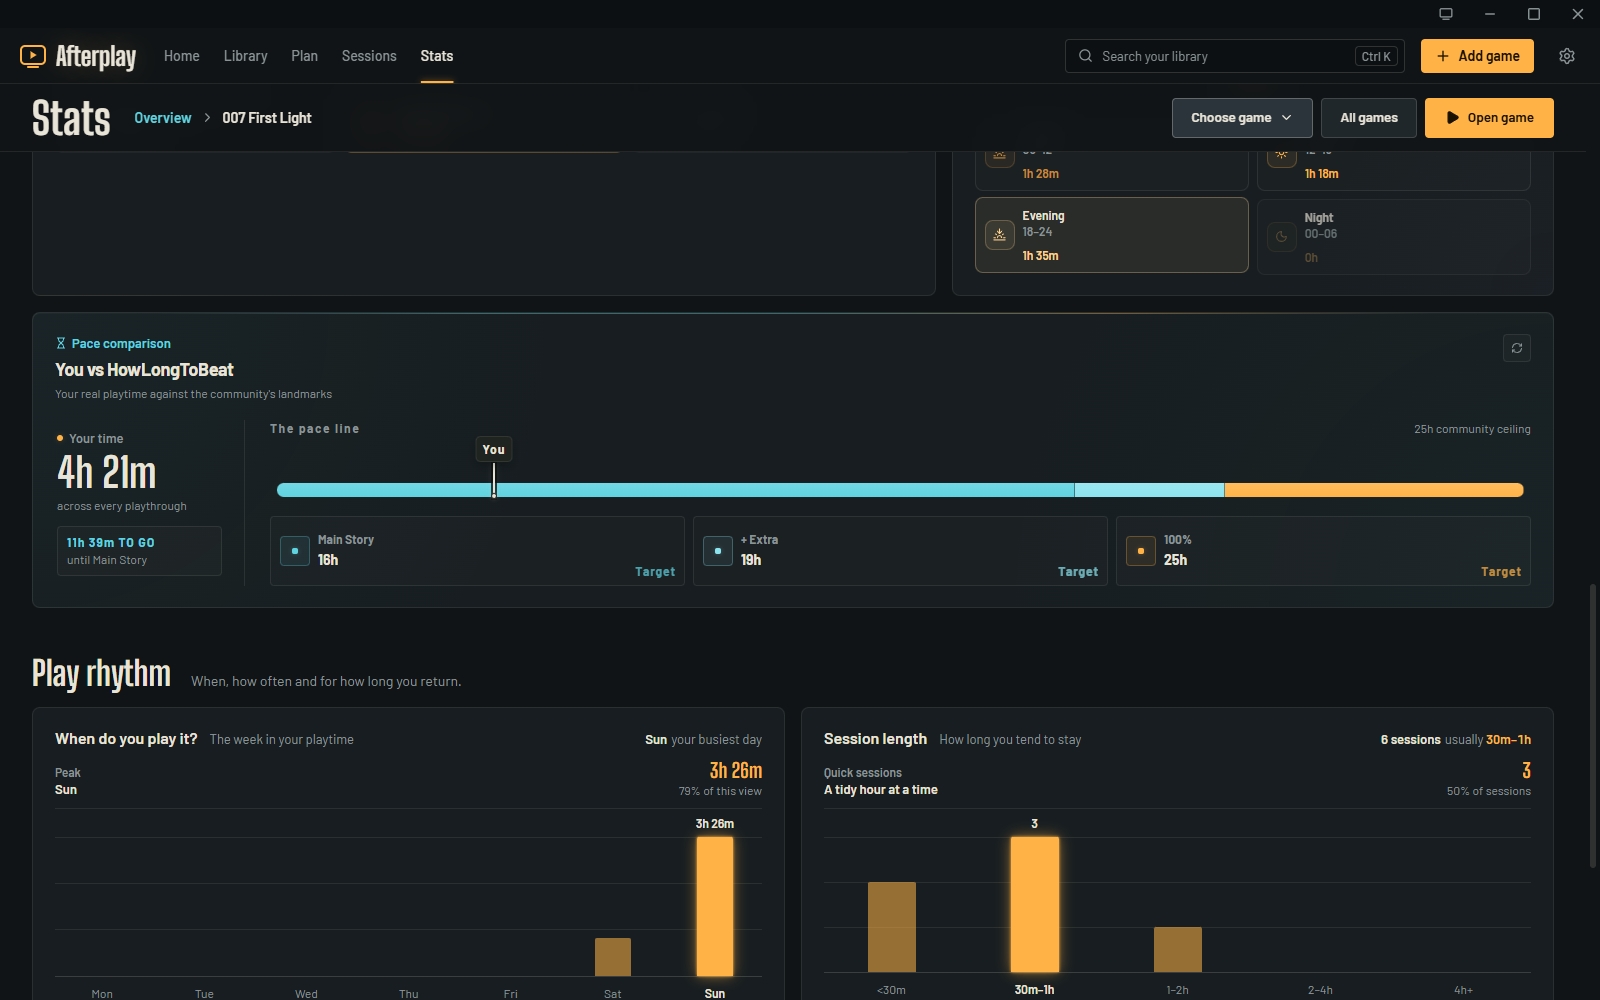 Afterplay
Home
Library
Plan
Sessions
Stats
Search your library
Ctrl K
Add game
Stats
Overview
007 First Light
Choose game
All games
Open game
1h 28m
1h 18m
Evening
18–24
1h 35m
Night
00–06
0h
Pace comparison
You vs HowLongToBeat
Your real playtime against the community's landmarks
Your time
4h 21m
across every playthrough
11h 39m TO GO
until Main Story
The pace line
25h community ceiling
You
Main Story
16h
Target
+ Extra
19h
Target
100%
25h
Target
Play rhythm
When, how often and for how long you return.
When do you play it?
The week in your playtime
Sun your busiest day
Peak
Sun
3h 26m
79% of this view
3h 26m
Mon
Tue
Wed
Thu
Fri
Sat
Sun
Session length
How long you tend to stay
6 sessions usually 30m–1h
Quick sessions
A tidy hour at a time
3
50% of sessions
3
<30m
30m–1h
1–2h
2–4h
4h+